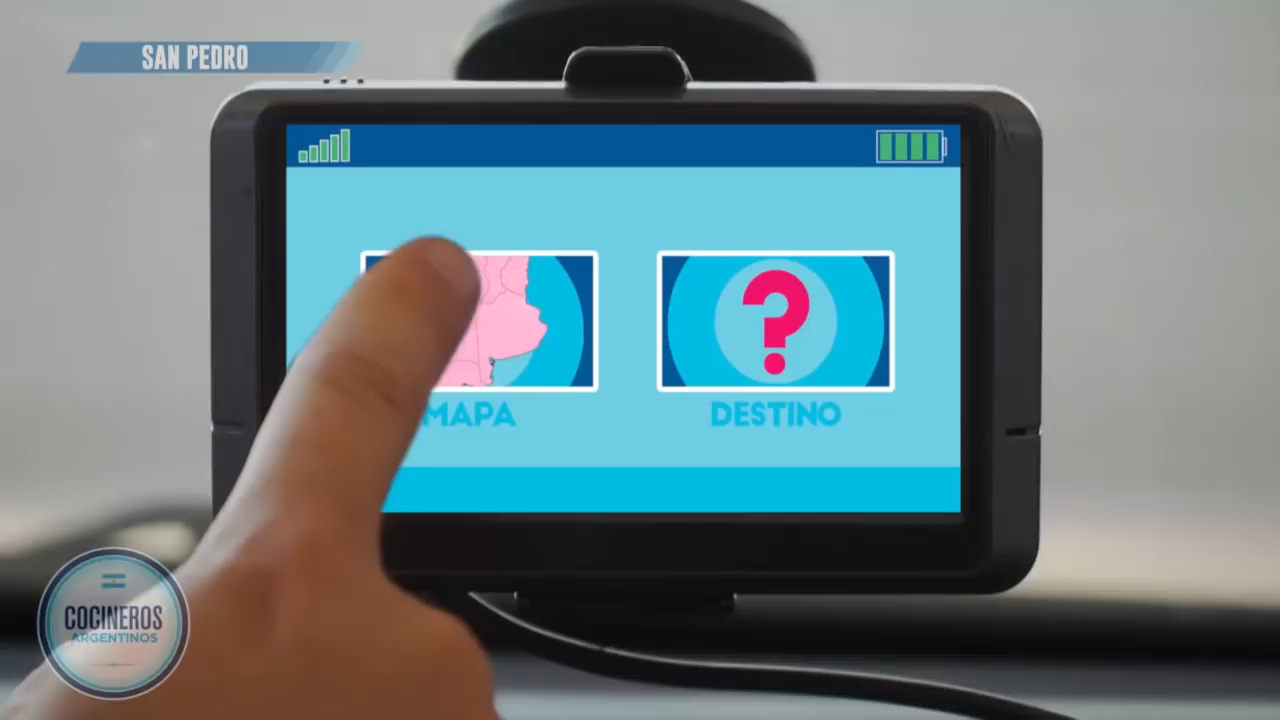 SAN PEDRO
?
MAPA
DESTINO
COCINEROS
ARGENTINOS